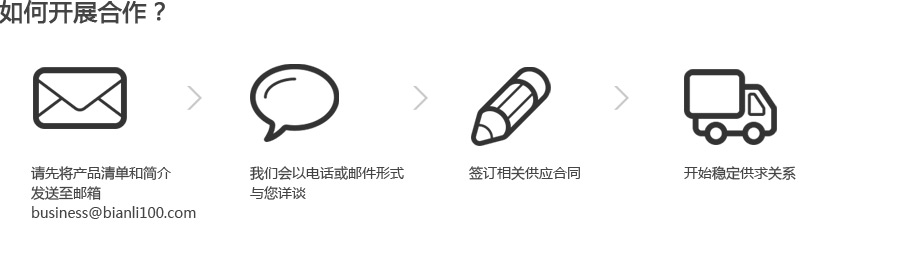 如何开展合作？
请先将产品清单和简介
发送至邮箱
business@bianli100.com
我们会以电话或邮件形式
与您详谈
签订相关供应合同
开始稳定供求关系